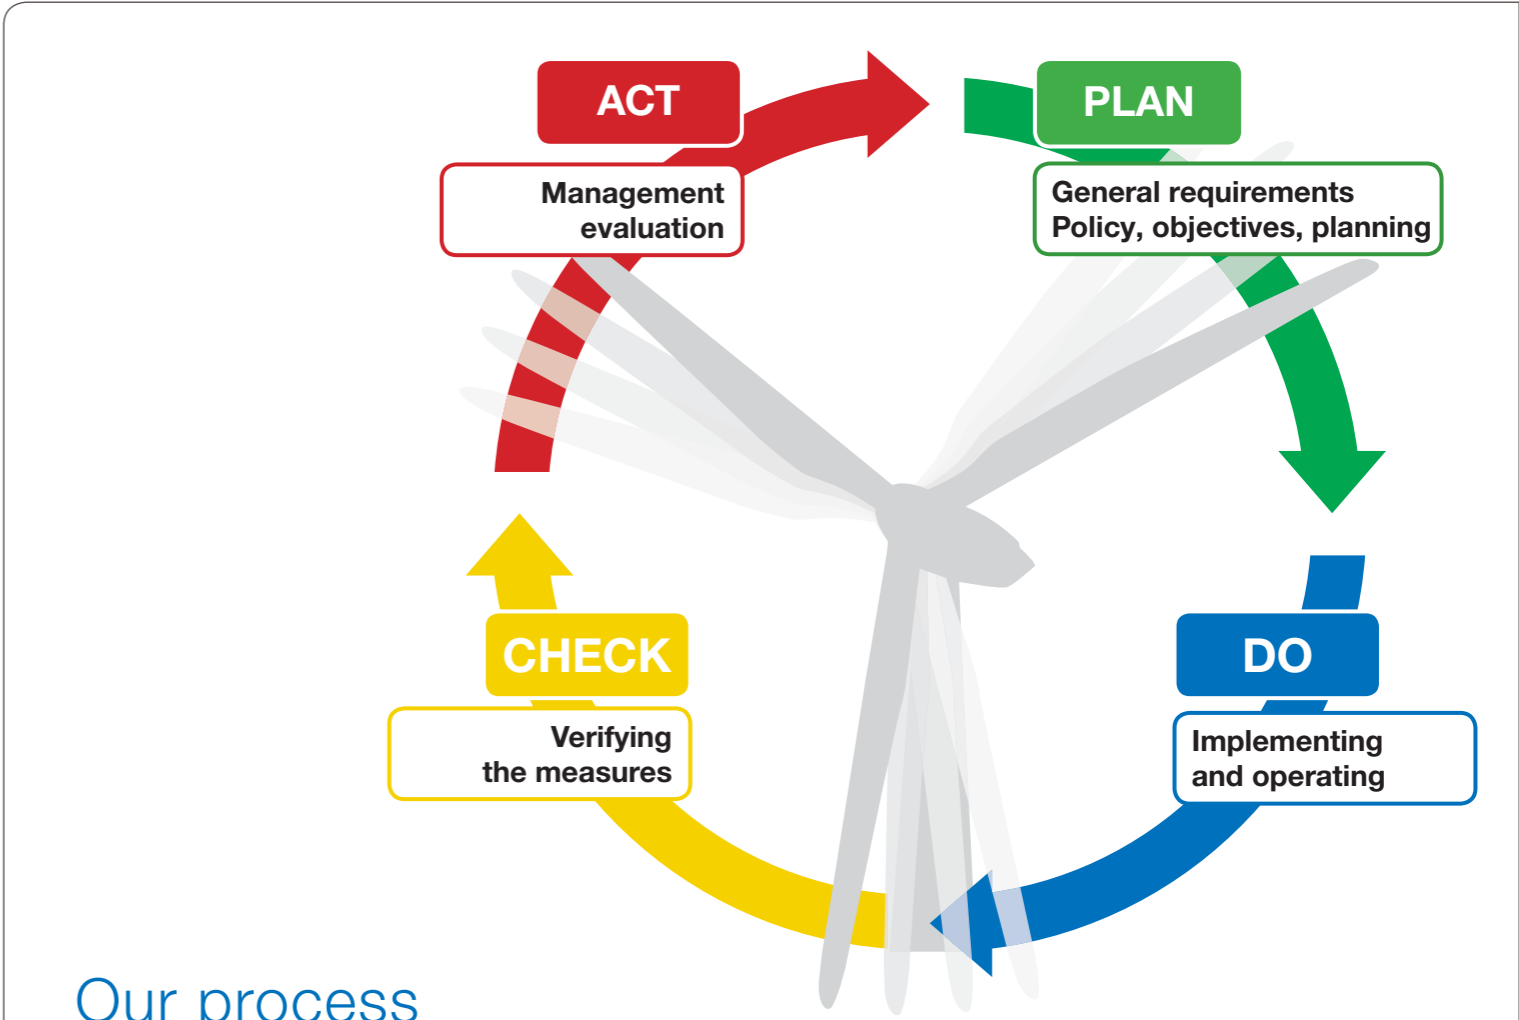 ACT
Management
evaluation
PLAN
General requirements
Policy, objectives, planning
CHECK
Verifying
the measures
DO
Implementing
and operating
Our process